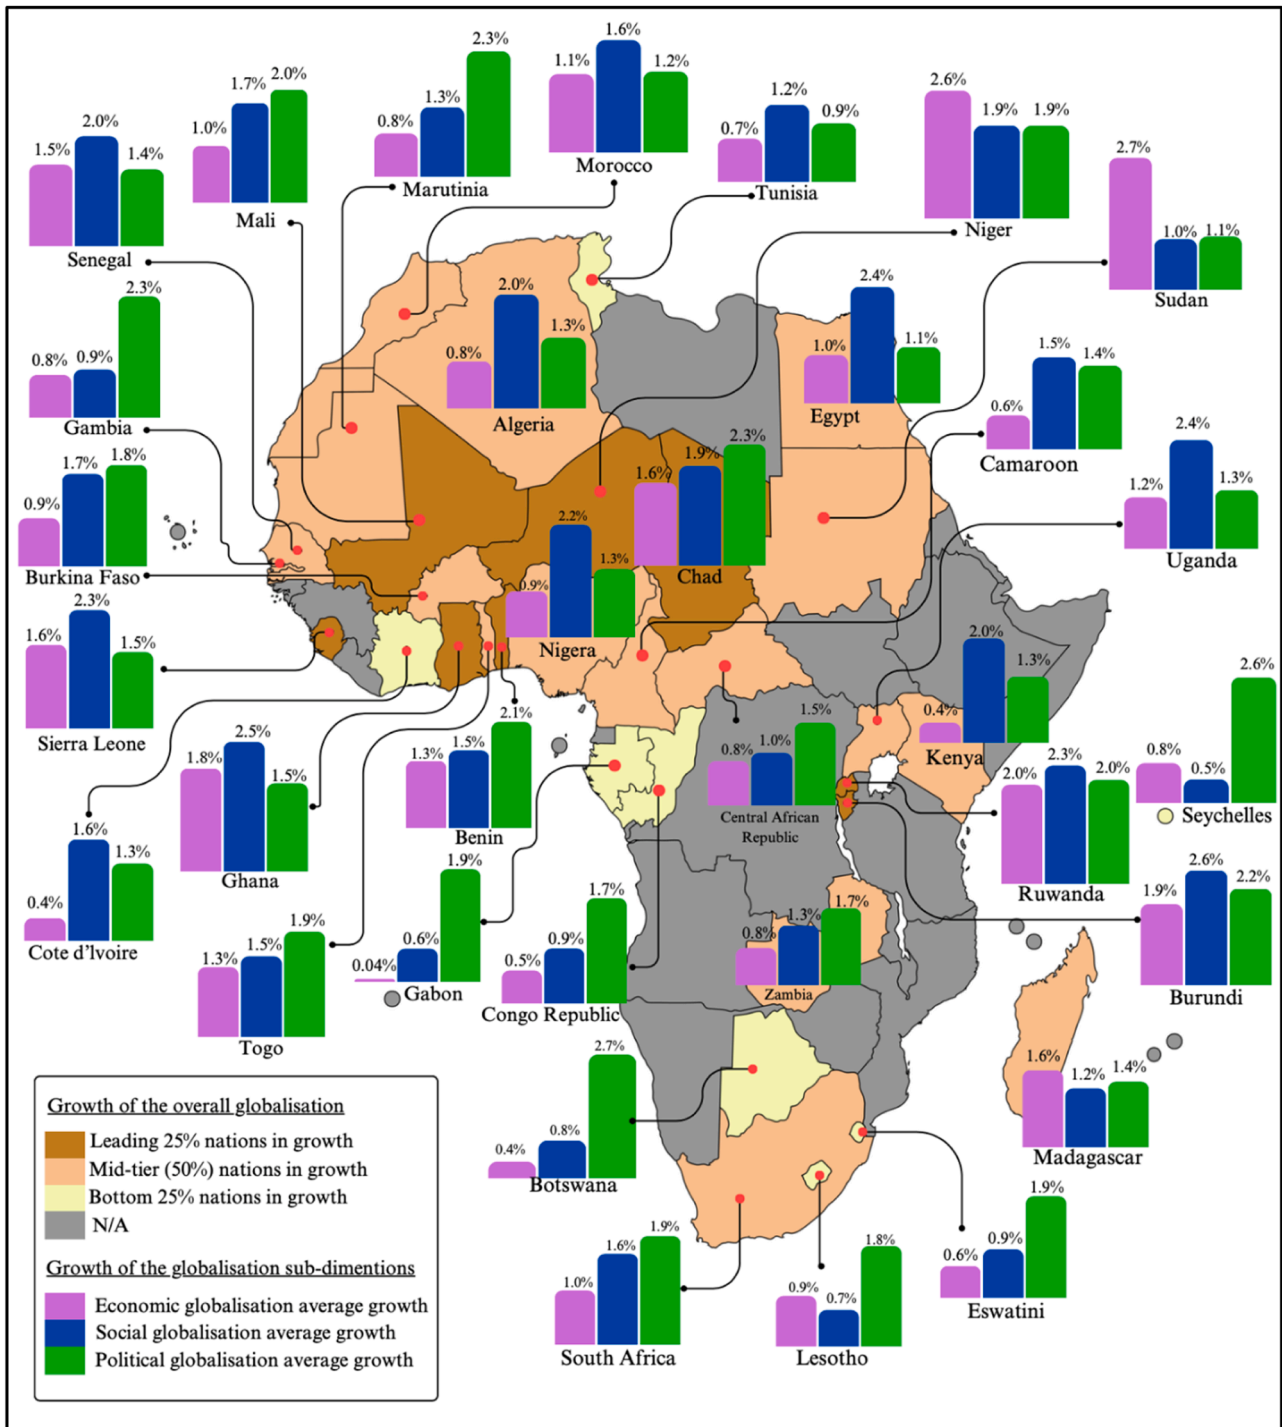 1.0% 1.7% 2.0%
Mali
0.8% 1.3% 2.3%
Marutinia
1.1% 1.6% 1.2%
Morocco
0.7% 1.2% 0.9%
Tunisia
2.6% 1.9% 1.9%
Niger
2.7% 1.0% 1.1%
Sudan
1.5% 2.0% 1.4%
Senegal
0.8% 0.9% 2.3%
Gambia
0.8% 2.0% 1.3%
Algeria
1.0% 2.4% 1.1%
Egypt
0.6% 1.5% 1.4%
Camaroon
1.2% 2.4% 1.3%
Uganda
0.9% 1.7% 1.8%
Burkina Faso
1.6% 1.9% 2.3%
Chad
0.9% 2.2% 1.3%
Nigera
1.6% 2.3% 1.5%
Sierra Leone
0.4% 2.0% 1.3%
Kenya
0.8% 0.5% 2.6%
Seychelles
1.8% 2.5% 1.5%
Ghana
1.3% 1.5% 2.1%
Benin
0.8% 1.0% 1.5%
Central African
Republic
2.0% 2.3% 2.0%
Ruwanda
0.4% 1.6% 1.3%
Cote d'Ivoire
1.3% 1.5% 1.9%
Togo
0.04% 0.6% 1.9%
Gabon
0.5% 0.9% 1.7%
Congo Republic
0.8% 1.3% 1.7%
Zambia
1.9% 2.6% 2.2%
Burundi
1.6% 1.2% 1.4%
Madagascar
0.4% 0.8% 2.7%
Botswana
1.0% 1.6% 1.9%
South Africa
0.9% 0.7% 1.8%
Lesotho
0.6% 0.9% 1.9%
Eswatini
Growth of the overall globalisation
Leading 25% nations in growth
Mid-tier (50%) nations in growth
Bottom 25% nations in growth
N/A
Growth of the globalisation sub-dimentions
Economic globalisation average growth
Social globalisation average growth
Political globalisation average growth